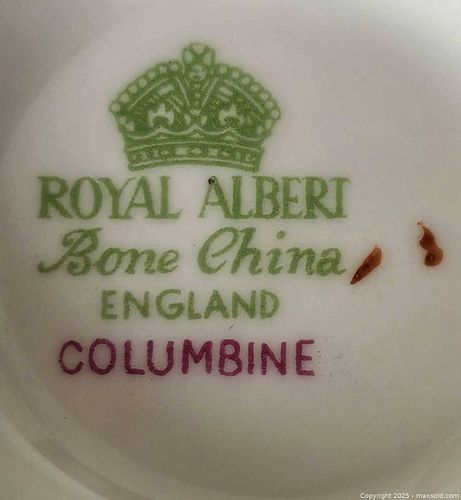 ROYAL ALBERT
Bone China
ENGLAND
COLUMBINE
Copyright 2025 - maxsold.com